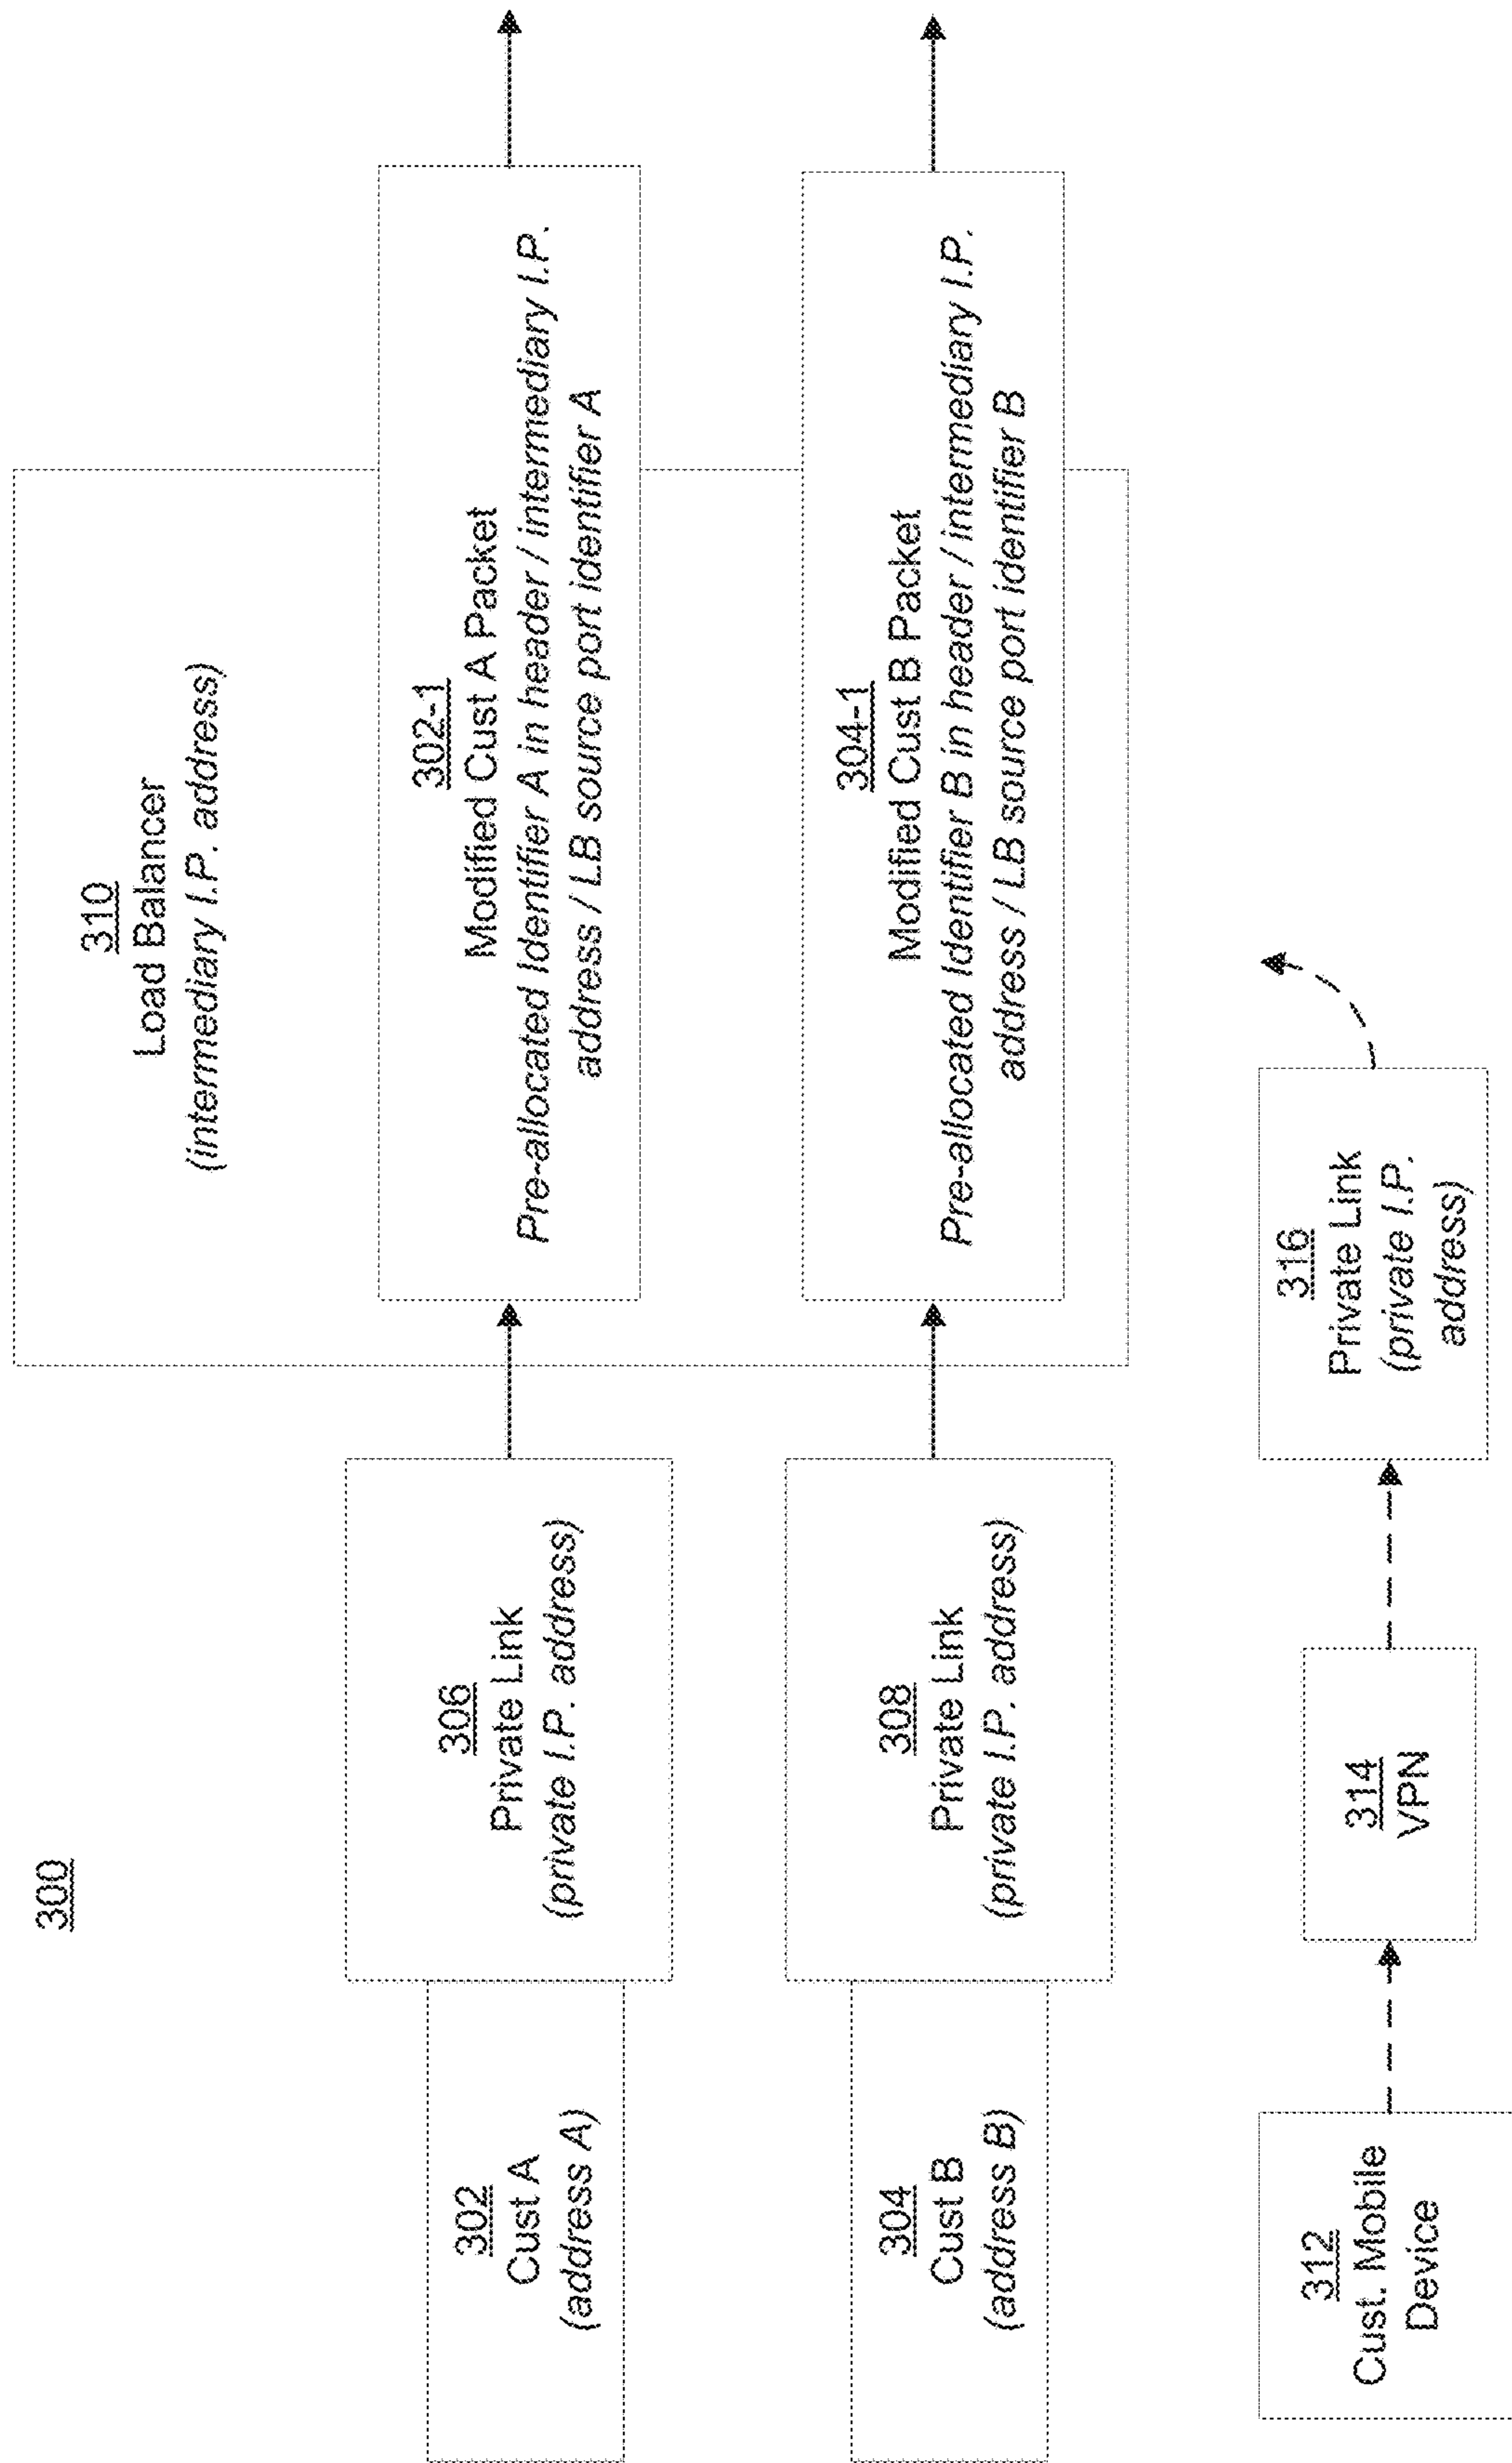 300
310
Load Balancer
(intermediary I.P. address)
302
Cust A
(address A)
306
Private Link
(private I.P. address)
302-1
Modified Cust A Packet
Pre-allocated Identifier A in header / intermediary I.P.
address / LB source port identifier A
304
Cust B
(address B)
308
Private Link
(private I.P. address)
304-1
Modified Cust B Packet
Pre-allocated Identifier B in header / intermediary I.P.
address / LB source port identifier B
312
Cust. Mobile
Device
314
VPN
316
Private Link
(private I.P.
address)